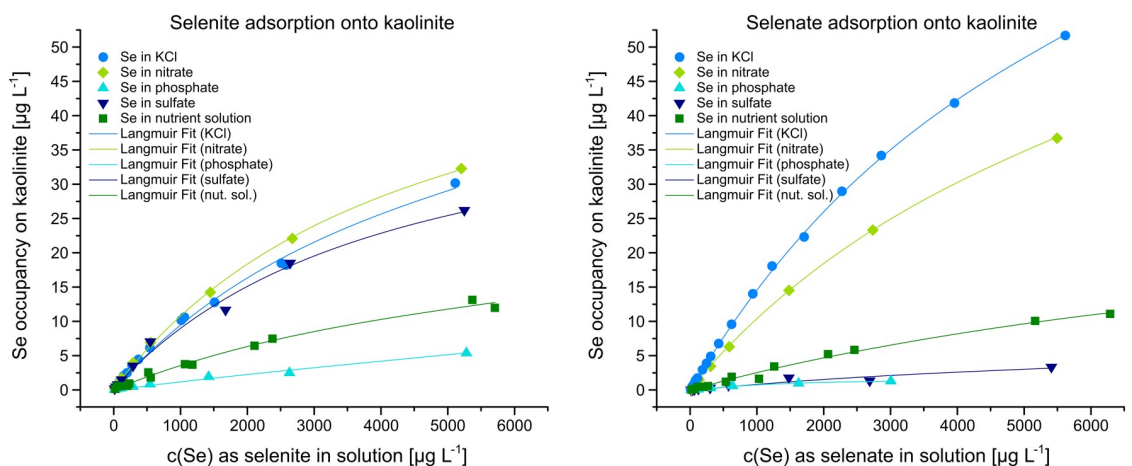 Selenite adsorption onto kaolinite
50
45
40
35
30
25
20
15
10
5
0
Se occupancy on kaolinite [µg L⁻¹]
Se in KCl
Se in nitrate
Se in phosphate
Se in sulfate
Se in nutrient solution
Langmuir Fit (KCl)
Langmuir Fit (nitrate)
Langmuir Fit (phosphate)
Langmuir Fit (sulfate)
Langmuir Fit (nut. sol.)
0 1000 2000 3000 4000 5000 6000
c(Se) as selenite in solution [µg L⁻¹]
Selenate adsorption onto kaolinite
50
45
40
35
30
25
20
15
10
5
0
Se occupancy on kaolinite [µg L⁻¹]
Se in KCl
Se in nitrate
Se in phosphate
Se in sulfate
Se in nutrient solution
Langmuir Fit (KCl)
Langmuir Fit (nitrate)
Langmuir Fit (phosphate)
Langmuir Fit (sulfate)
Langmuir Fit (nut. sol.)
0 1000 2000 3000 4000 5000 6000
c(Se) as selenate in solution [µg L⁻¹]